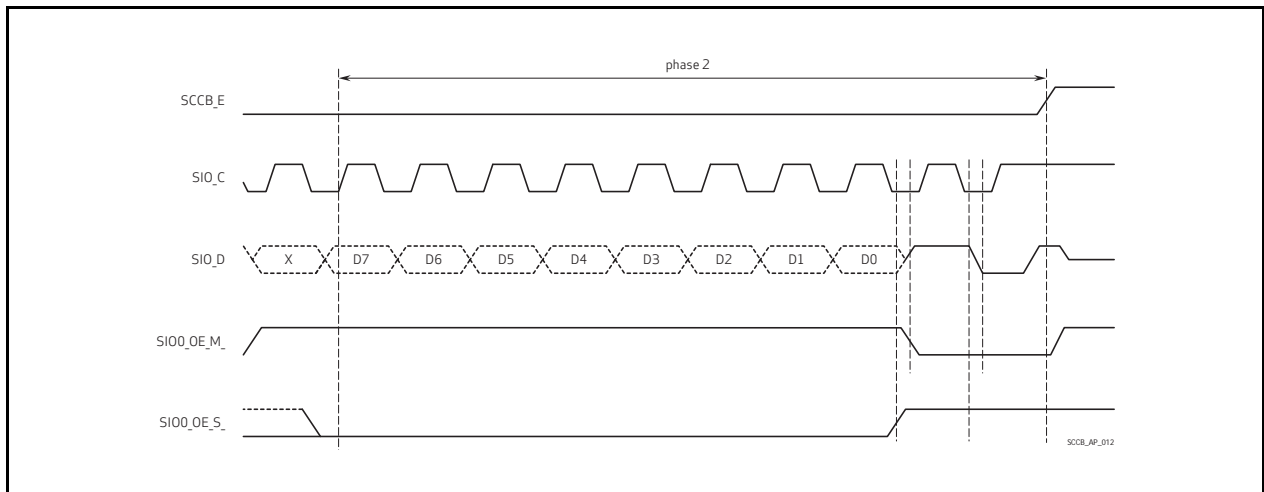 phase 2
SCCB_E
SIO_C
SIO_D
X D7 D6 D5 D4 D3 D2 D1 D0
SIO0_OE_M_
SIO0_OE_S_
SCCB_AP_012